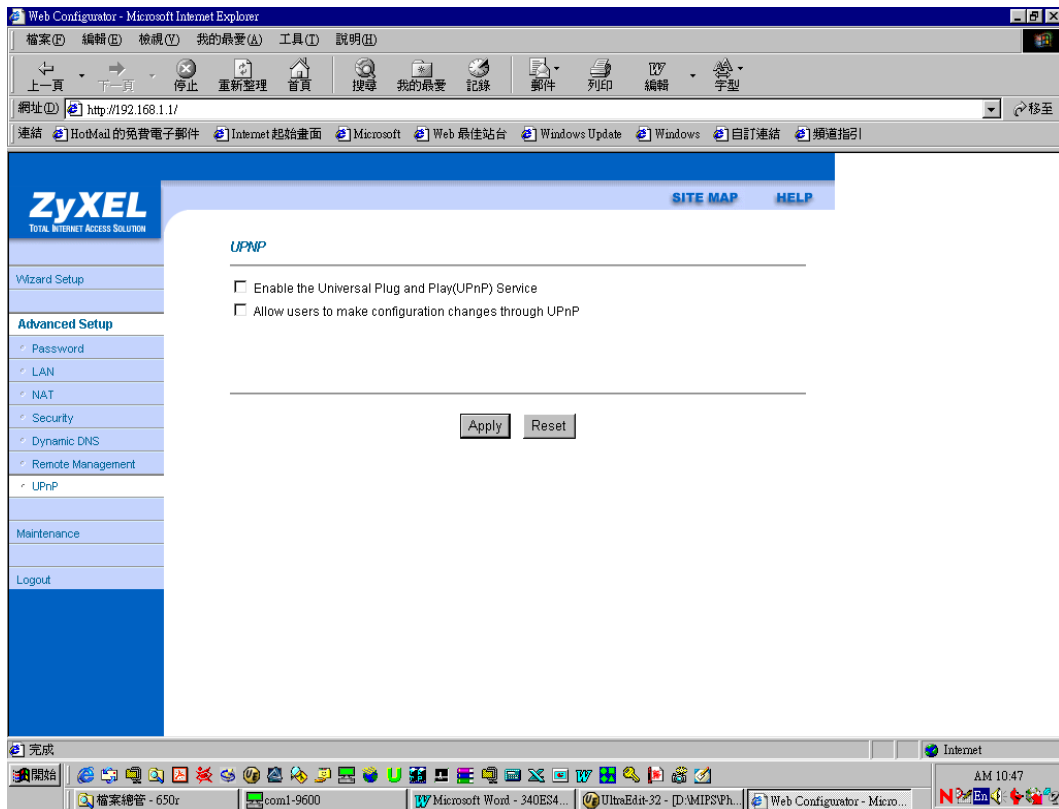 Web Configurator - Microsoft Internet Explorer
檔案(F) 編輯(E) 檢視(V) 我的最愛(A) 工具(T) 說明(H)
上一頁 下一頁 停止 重新整理 首頁 搜尋 我的最愛 記錄 郵件 列印 編輯 字型
網址(D) http://192.168.1.1/ 移至
連結 HotMail 的免費電子郵件 Internet 起始畫面 Microsoft Web 最佳站台 Windows Update Windows 自訂連結 頻道指引
ZyXEL
TOTAL INTERNET ACCESS SOLUTION
SITE MAP HELP
UPNP
Wizard Setup
Enable the Universal Plug and Play(UPnP) Service
Allow users to make configuration changes through UPnP
Advanced Setup
Password
LAN
NAT
Security
Dynamic DNS
Remote Management
UPnP
Apply Reset
Maintenance
Logout
完成 Internet
開始 AM 10:47
檔案總管 - 650r com1-9600 Microsoft Word - 340ES4... UltraEdit-32 - [D:\MIPS\Ph... Web Configurator - Micro... En